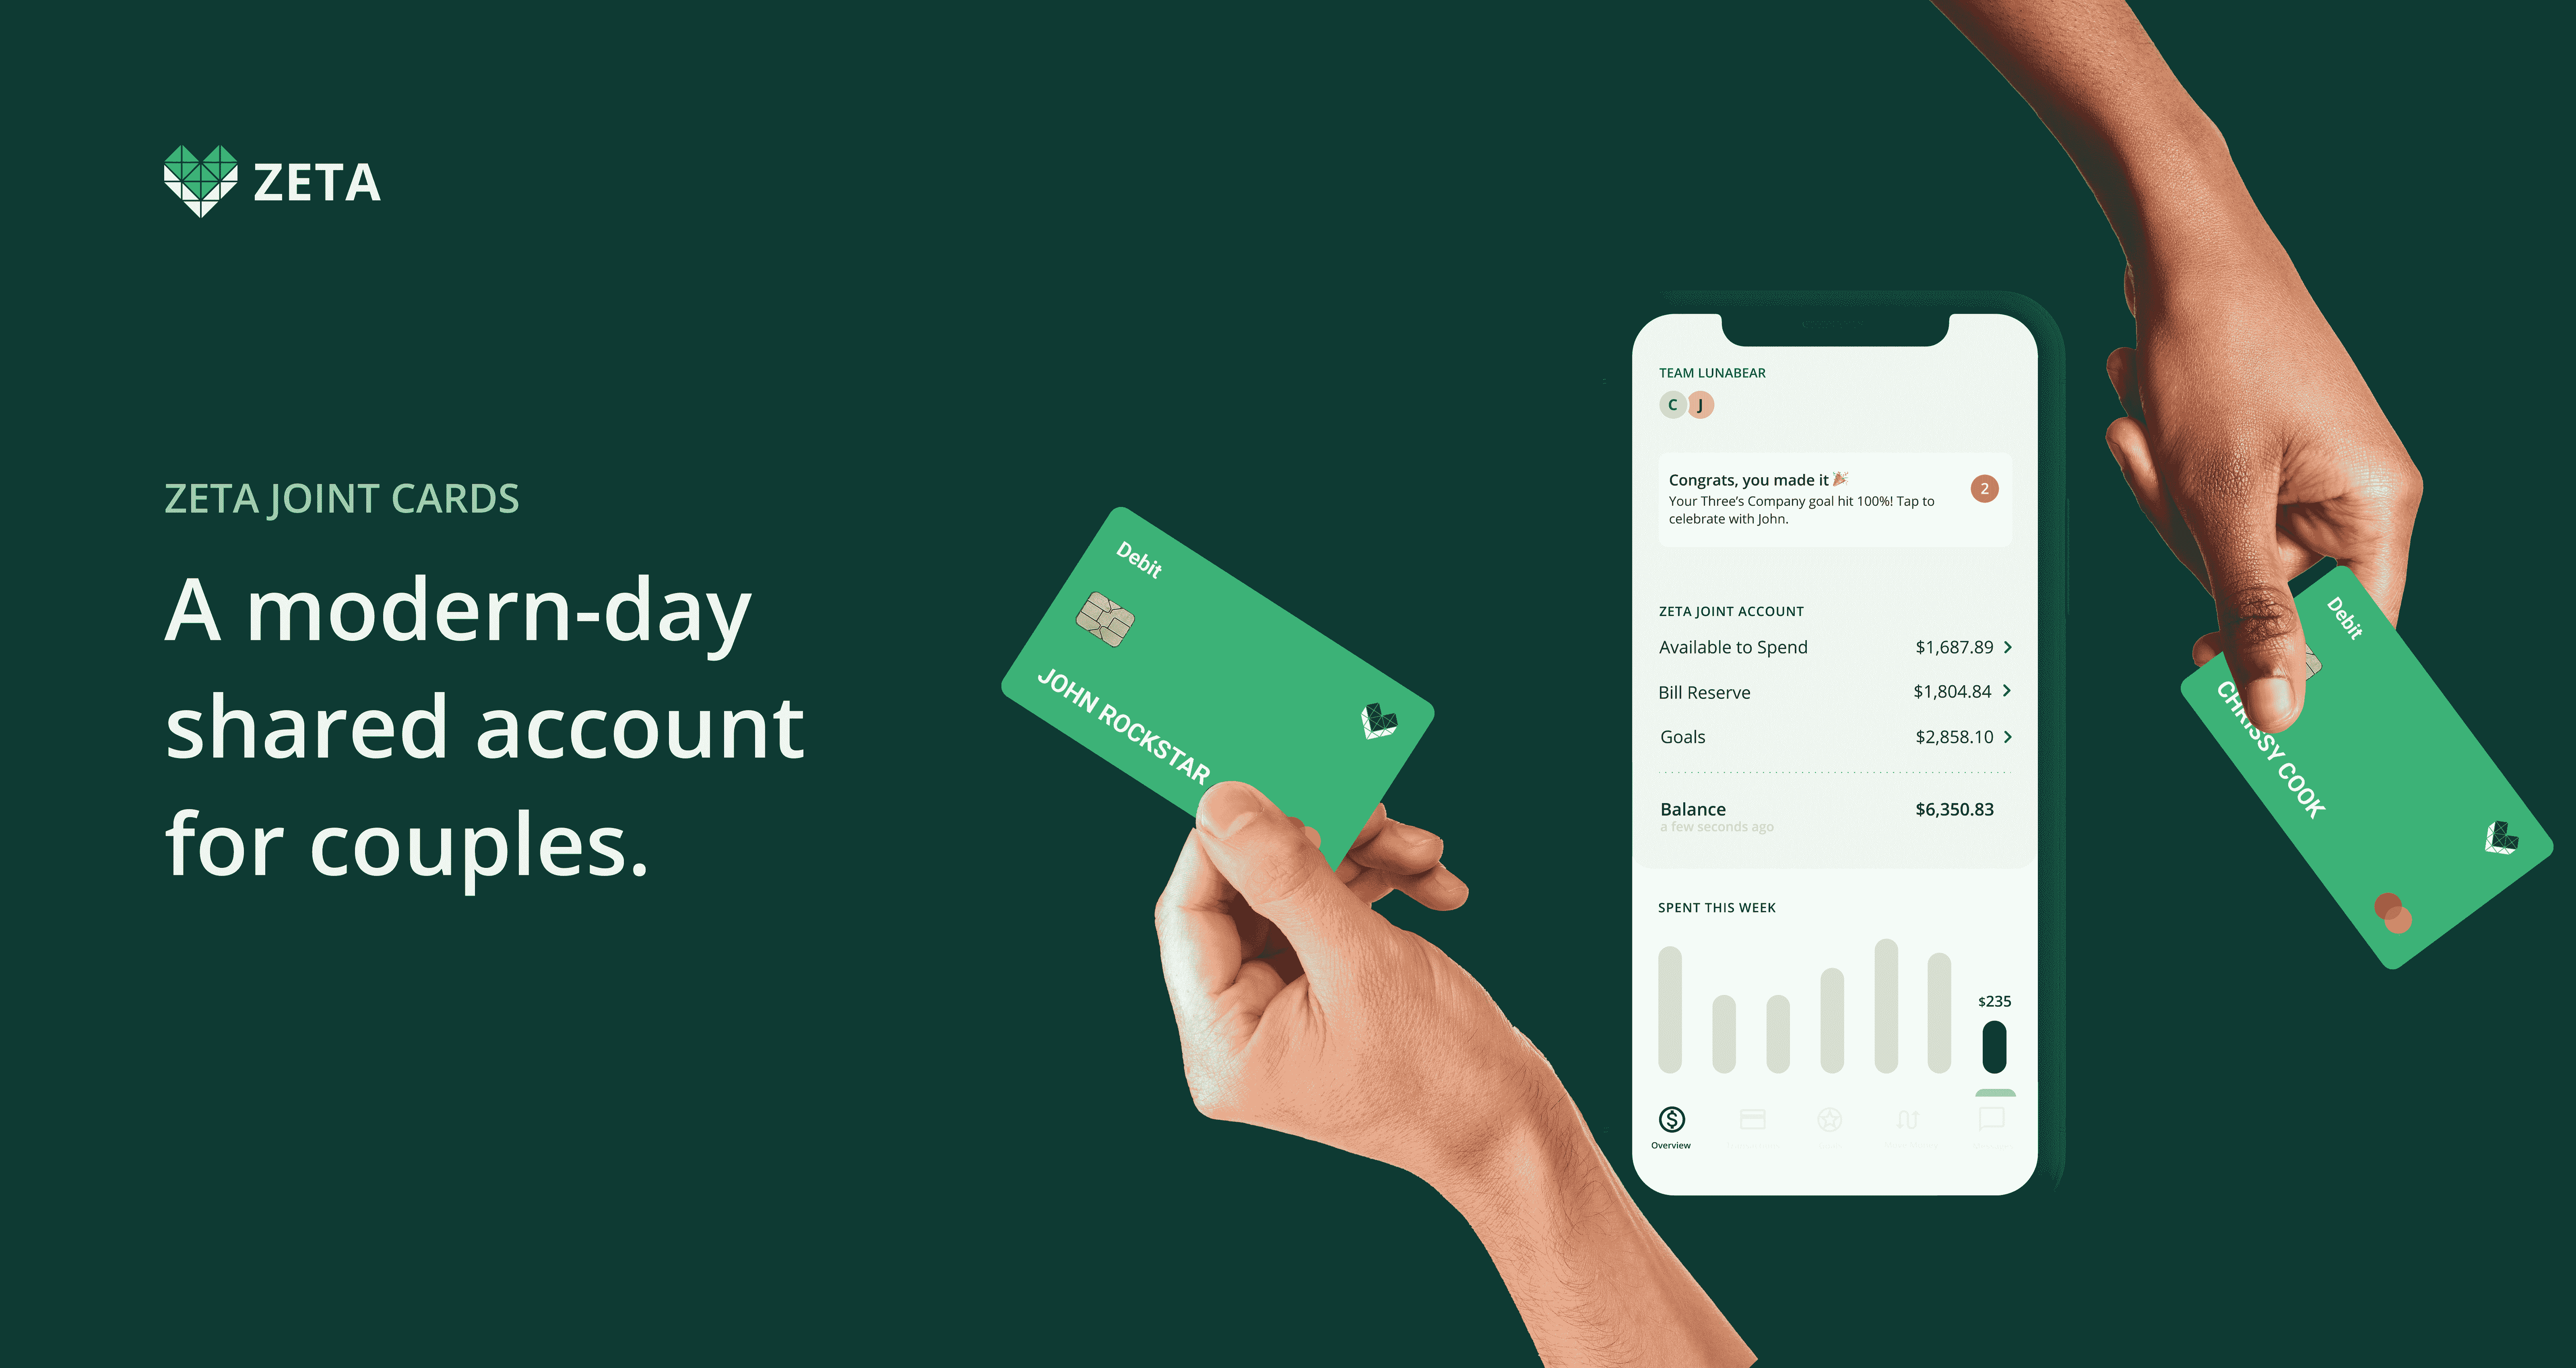 ZETA
ZETA JOINT CARDS
A modern-day
shared account
for couples.
Debit
JOHN ROCKSTAR
TEAM LUNABEAR
C J
Congrats, you made it 🎉
Your Three's Company goal hit 100%! Tap to
celebrate with John.
2
ZETA JOINT ACCOUNT
Available to Spend $1,687.89
Bill Reserve $1,804.84
Goals $2,858.10
Balance $6,350.83
a few seconds ago
SPENT THIS WEEK
$235
Overview
Debit
CHRISSY COOK